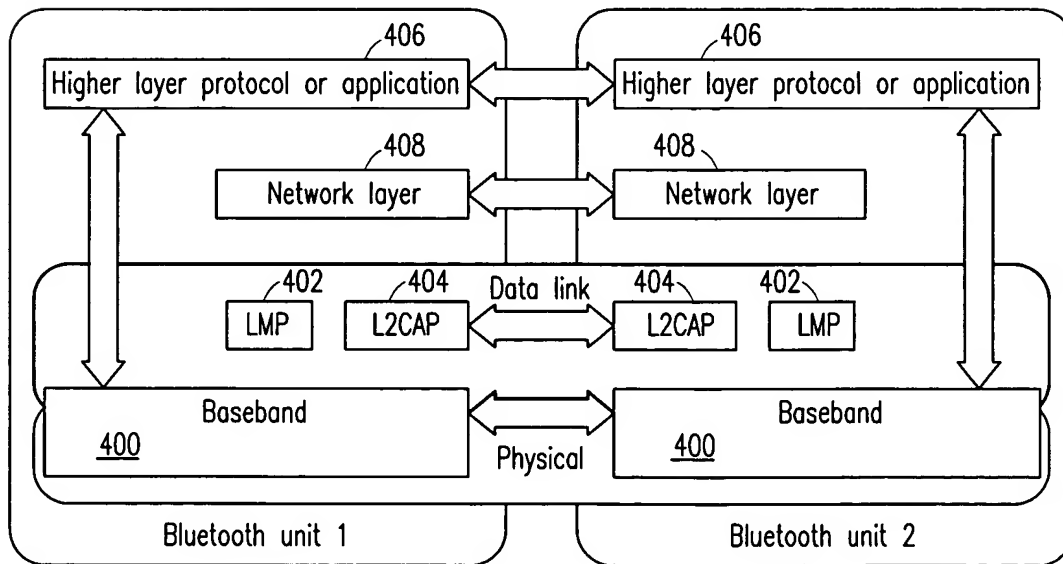 406
406
Higher layer protocol or application
Higher layer protocol or application
408
408
Network layer
Network layer
402
404
Data link
404
402
LMP
L2CAP
L2CAP
LMP
Baseband
Baseband
400
Physical
400
Bluetooth unit 1
Bluetooth unit 2